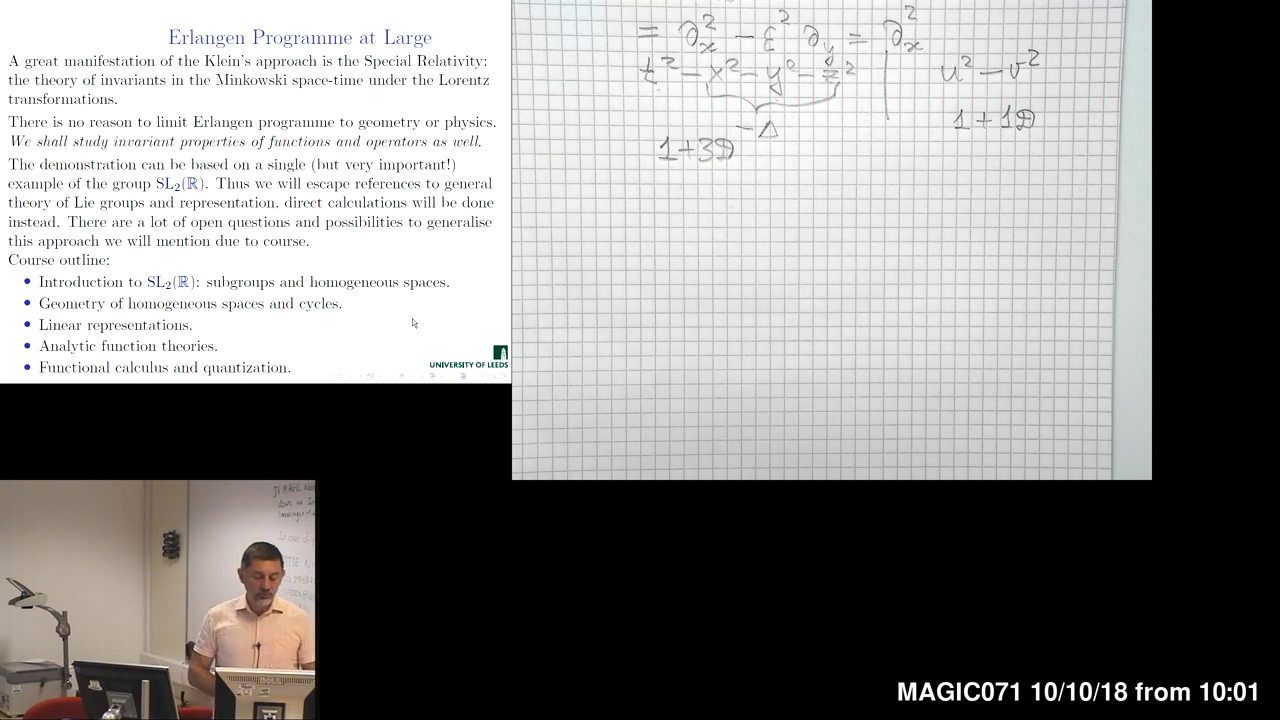 Erlangen Programme at Large
A great manifestation of the Klein's approach is the Special Relativity:
the theory of invariants in the Minkowski space-time under the Lorentz
transformations.
There is no reason to limit Erlangen programme to geometry or physics.
We shall study invariant properties of functions and operators as well.
The demonstration can be based on a single (but very important!)
example of the group SL₂(ℝ). Thus we will escape references to general
theory of Lie groups and representation, direct calculations will be done
instead. There are a lot of open questions and possibilities to generalise
this approach we will mention due to course.
Course outline:
• Introduction to SL₂(ℝ): subgroups and homogeneous spaces.
• Geometry of homogeneous spaces and cycles.
• Linear representations.
• Analytic function theories.
• Functional calculus and quantization.
UNIVERSITY OF LEEDS
= ∂²ₓ − ε² ∂y = ∂²ₓ
t² − x² − y² − z² | u² − v²
−Δ
1+3D
1+1D
MAGIC071 10/10/18 from 10:01